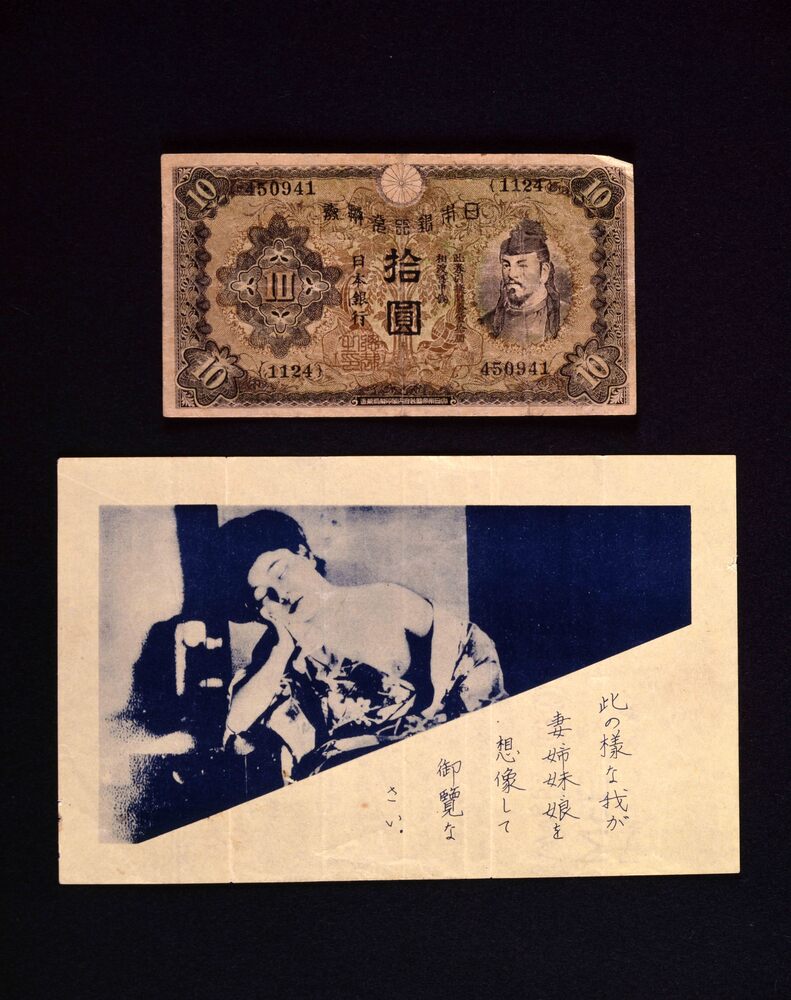 10
450941
(1124)
10
券換兌行銀本日
日本銀行
拾圓
(1124)
450941
10
10
此の様な我が
妻姉妹娘を
想像して
御覽な
さい.